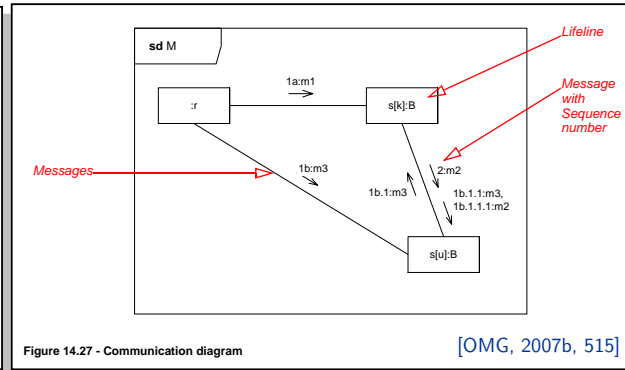 sd M
Lifeline
1a:m1
:r
s[k]:B
Message
with
Sequence
number
Messages
1b:m3
2:m2
1b.1:m3
1b.1.1:m3,
1b.1.1.1:m2
s[u]:B
Figure 14.27 - Communication diagram
[OMG, 2007b, 515]